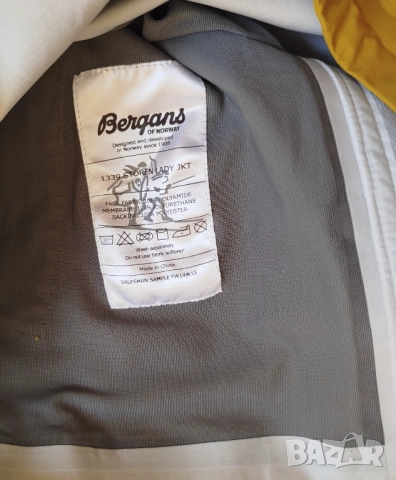 Bergans
OF NORWAY
Designed and developed
in Norway since 1908
1339 STOREN LADY JKT
FACE FABRIC POLYAMIDE
MEMBRANE POLYURETHANE
BACKING POLYESTER
Wash separately
Do not use fabric softener
Made in China
SALESMAN SAMPLE FW14W15
BAZAR